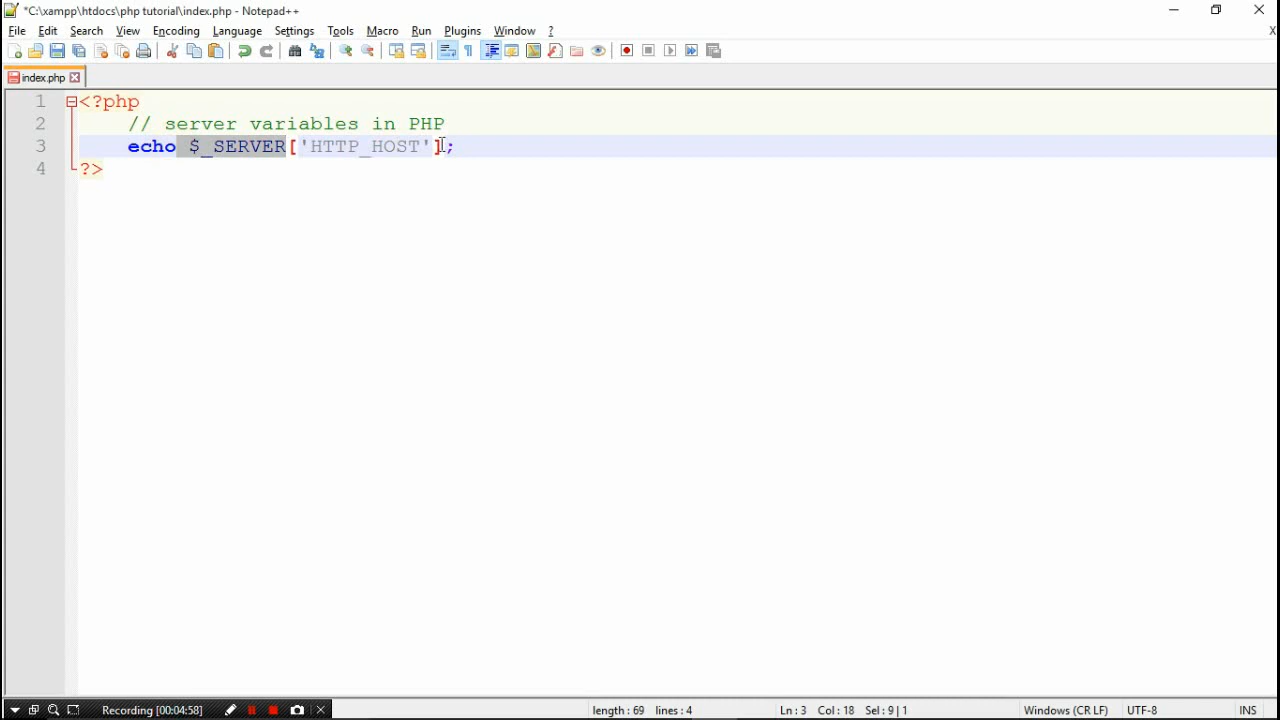 *C:\xampp\htdocs\php tutorial\index.php - Notepad++
File Edit Search View Encoding Language Settings Tools Macro Run Plugins Window ? X
index.php
1 <?php
2 // server variables in PHP
3 echo $_SERVER['HTTP_HOST'];
4 ?>
Recording [00:04:58] length : 69 lines : 4 Ln : 3 Col : 18 Sel : 9 | 1 Windows (CR LF) UTF-8 INS